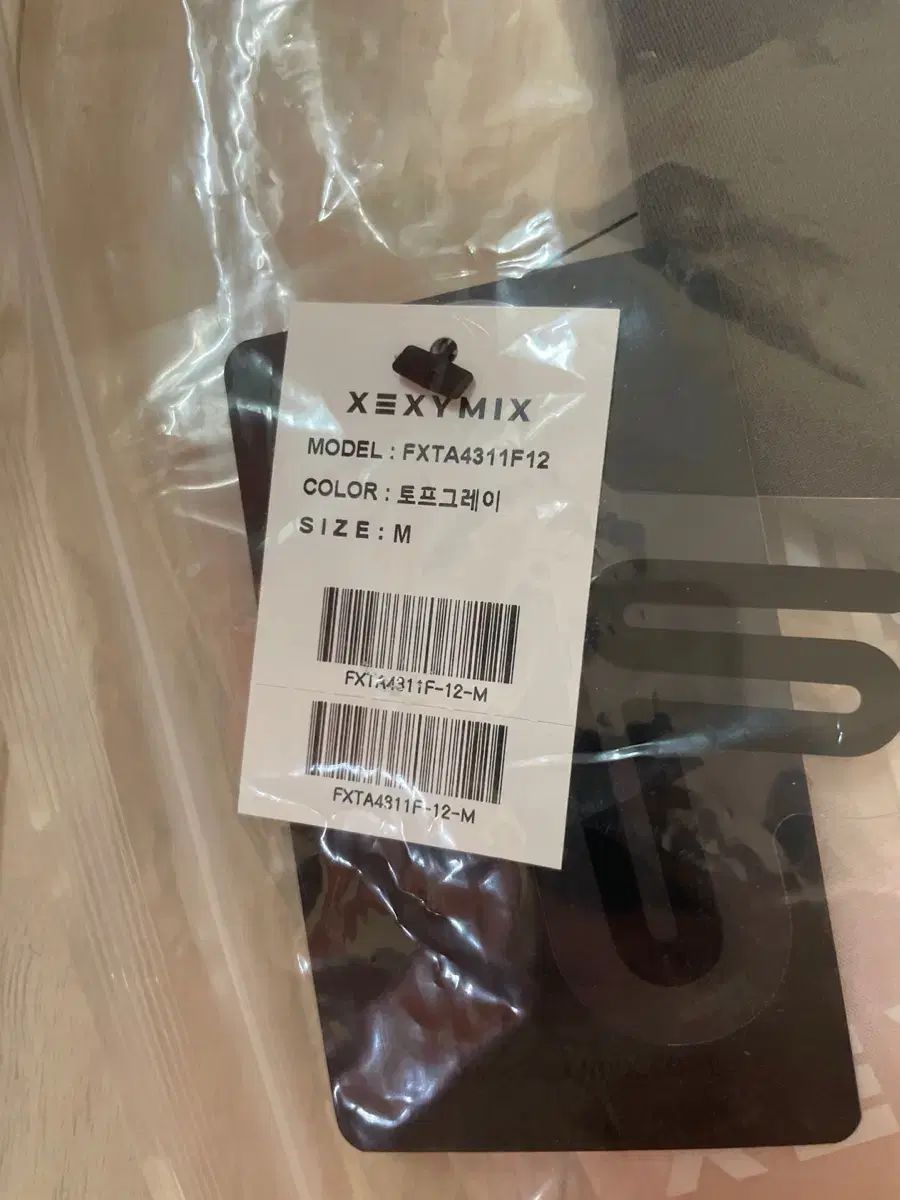 XEXYMIX
MODEL : FXTA4311F12
COLOR : 토프그레이
SIZE : M
FXTA4311F-12-M
FXTA4311F-12-M